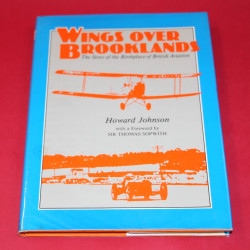 WINGS OVER
BROOKLANDS
The Story of the Birthplace of British Aviation
Howard Johnson
with a Foreword by
SIR THOMAS SOPWITH